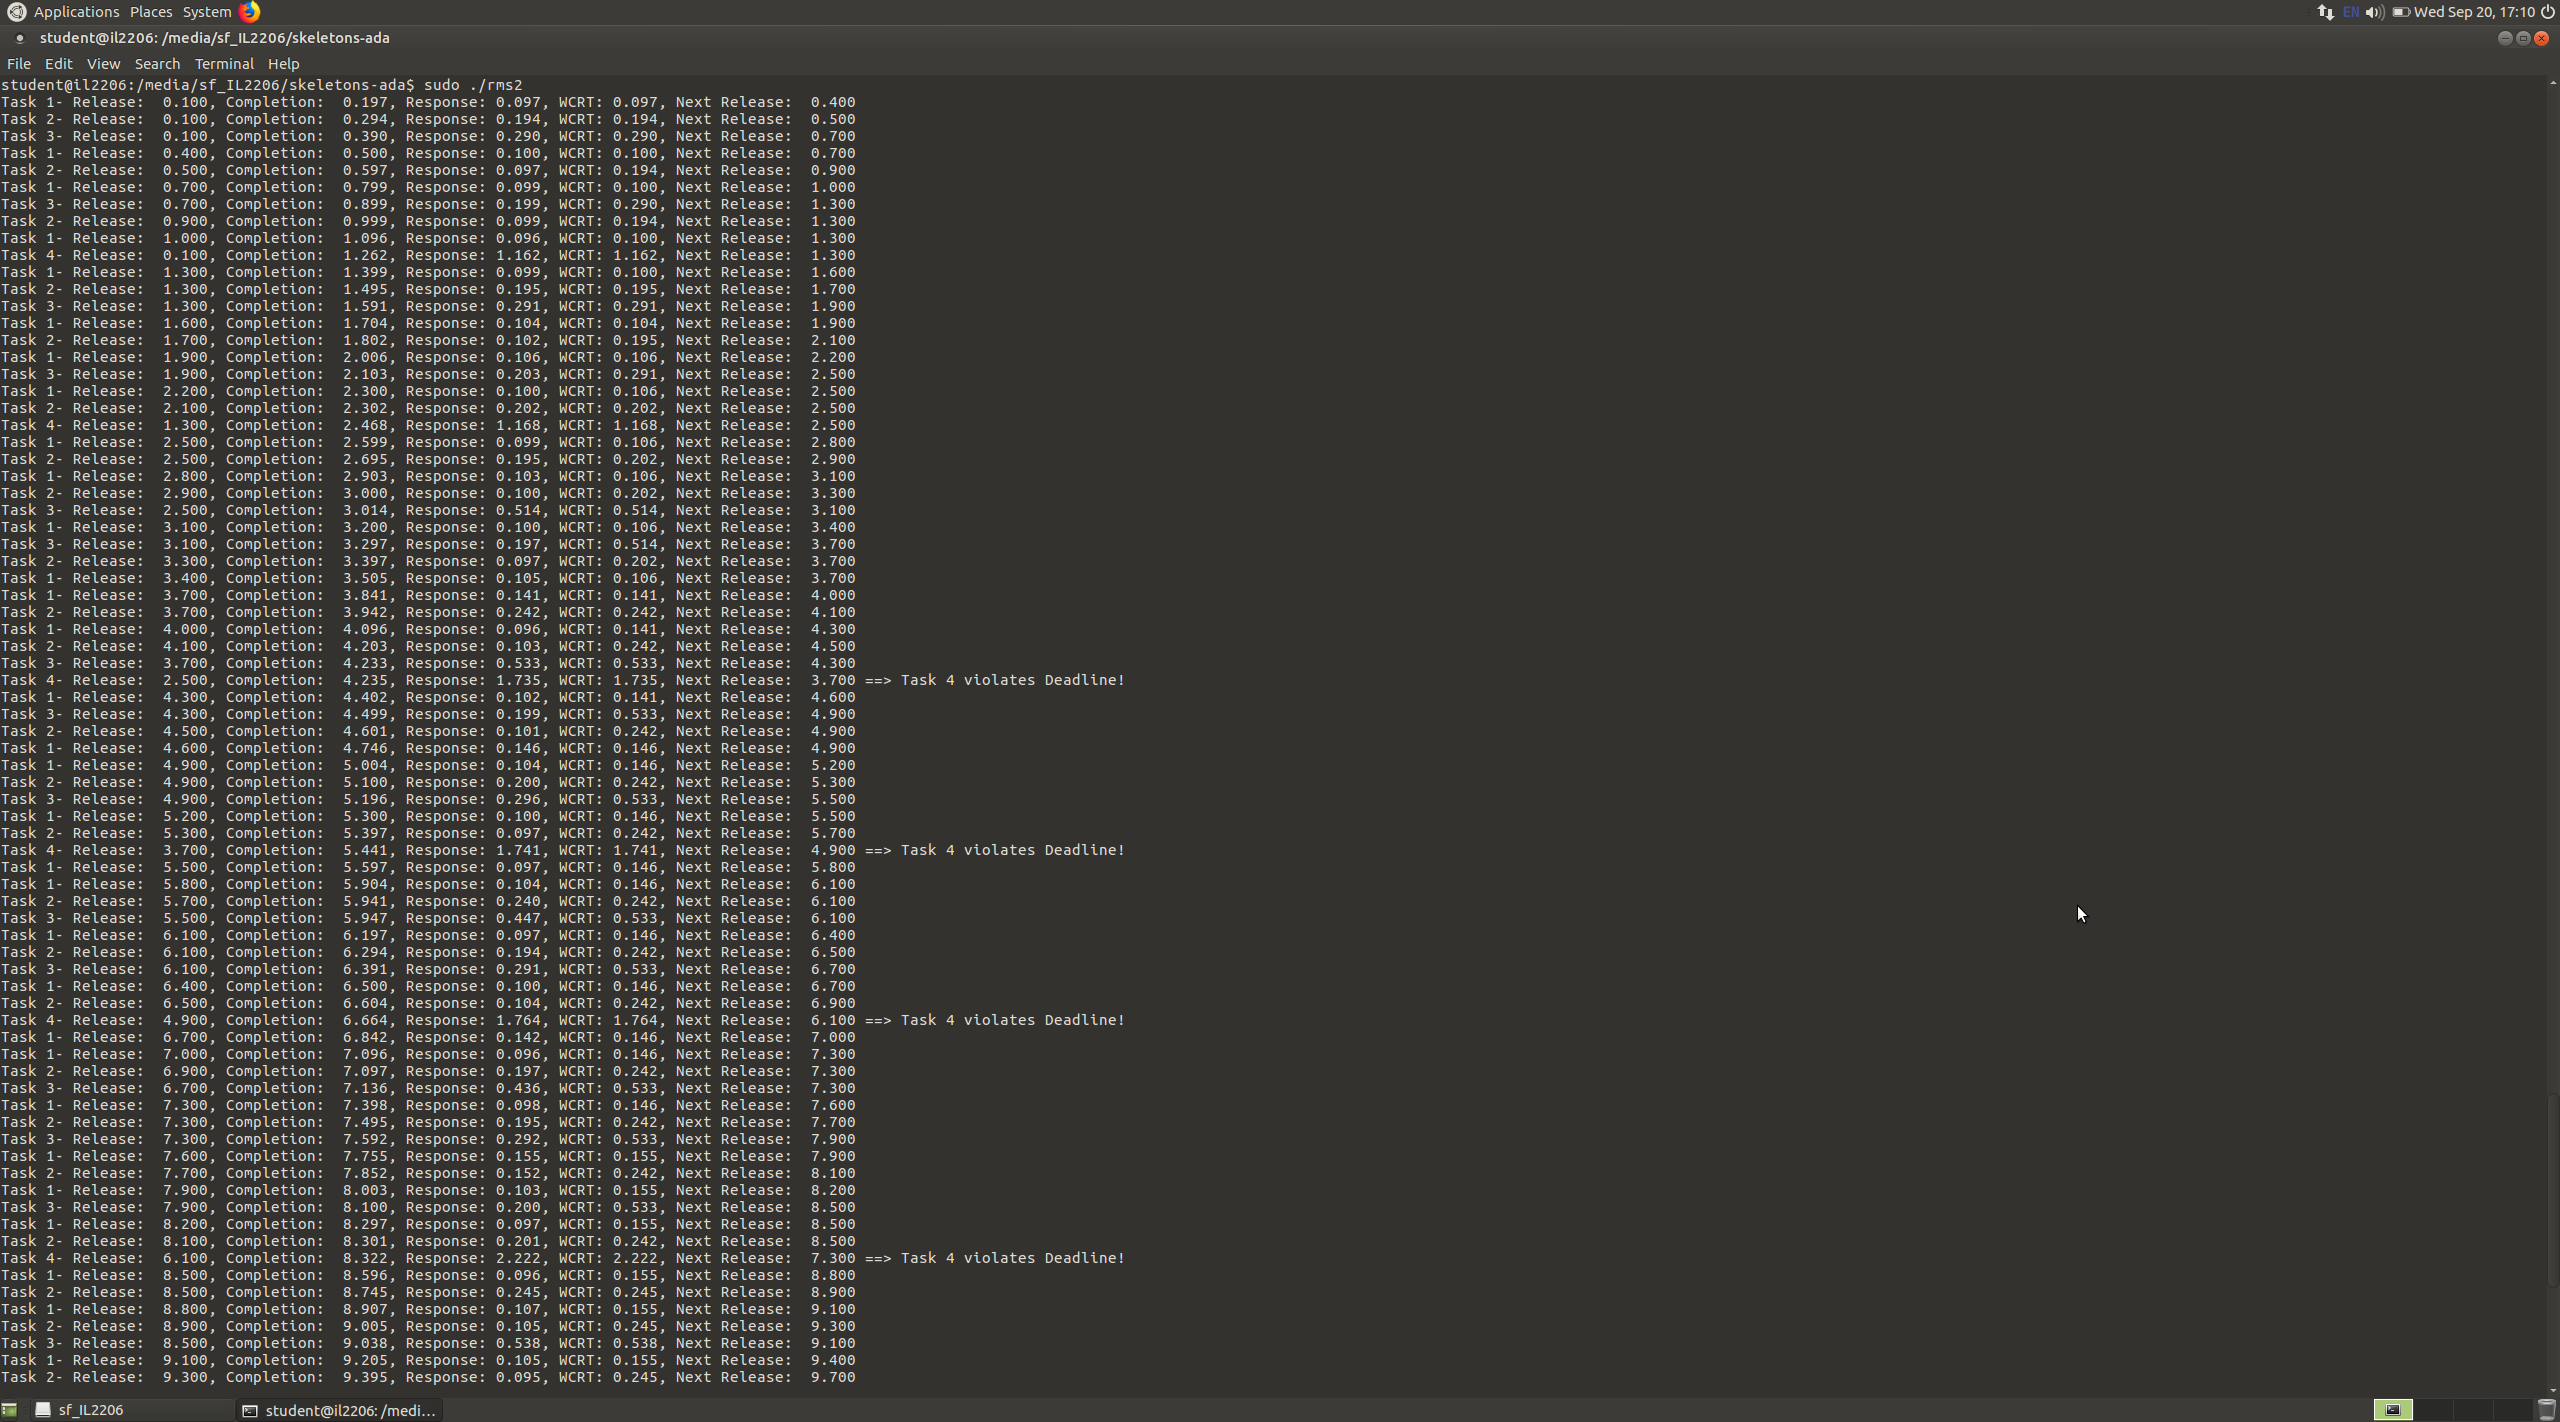 Applications Places System EN Wed Sep 20, 17:10
student@il2206: /media/sf_IL2206/skeletons-ada
File Edit View Search Terminal Help
student@il2206:/media/sf_IL2206/skeletons-ada$ sudo ./rms2
Task 1- Release:  0.100, Completion:  0.197, Response: 0.097, WCRT: 0.097, Next Release:  0.400
Task 2- Release:  0.100, Completion:  0.294, Response: 0.194, WCRT: 0.194, Next Release:  0.500
Task 3- Release:  0.100, Completion:  0.390, Response: 0.290, WCRT: 0.290, Next Release:  0.700
Task 1- Release:  0.400, Completion:  0.500, Response: 0.100, WCRT: 0.100, Next Release:  0.700
Task 2- Release:  0.500, Completion:  0.597, Response: 0.097, WCRT: 0.194, Next Release:  0.900
Task 1- Release:  0.700, Completion:  0.799, Response: 0.099, WCRT: 0.100, Next Release:  1.000
Task 3- Release:  0.700, Completion:  0.899, Response: 0.199, WCRT: 0.290, Next Release:  1.300
Task 2- Release:  0.900, Completion:  0.999, Response: 0.099, WCRT: 0.194, Next Release:  1.300
Task 1- Release:  1.000, Completion:  1.096, Response: 0.096, WCRT: 0.100, Next Release:  1.300
Task 4- Release:  0.100, Completion:  1.262, Response: 1.162, WCRT: 1.162, Next Release:  1.300
Task 1- Release:  1.300, Completion:  1.399, Response: 0.099, WCRT: 0.100, Next Release:  1.600
Task 2- Release:  1.300, Completion:  1.495, Response: 0.195, WCRT: 0.195, Next Release:  1.700
Task 3- Release:  1.300, Completion:  1.591, Response: 0.291, WCRT: 0.291, Next Release:  1.900
Task 1- Release:  1.600, Completion:  1.704, Response: 0.104, WCRT: 0.104, Next Release:  1.900
Task 2- Release:  1.700, Completion:  1.802, Response: 0.102, WCRT: 0.195, Next Release:  2.100
Task 1- Release:  1.900, Completion:  2.006, Response: 0.106, WCRT: 0.106, Next Release:  2.200
Task 3- Release:  1.900, Completion:  2.103, Response: 0.203, WCRT: 0.291, Next Release:  2.500
Task 1- Release:  2.200, Completion:  2.300, Response: 0.100, WCRT: 0.106, Next Release:  2.500
Task 2- Release:  2.100, Completion:  2.302, Response: 0.202, WCRT: 0.202, Next Release:  2.500
Task 4- Release:  1.300, Completion:  2.468, Response: 1.168, WCRT: 1.168, Next Release:  2.500
Task 1- Release:  2.500, Completion:  2.599, Response: 0.099, WCRT: 0.106, Next Release:  2.800
Task 2- Release:  2.500, Completion:  2.695, Response: 0.195, WCRT: 0.202, Next Release:  2.900
Task 1- Release:  2.800, Completion:  2.903, Response: 0.103, WCRT: 0.106, Next Release:  3.100
Task 2- Release:  2.900, Completion:  3.000, Response: 0.100, WCRT: 0.202, Next Release:  3.300
Task 3- Release:  2.500, Completion:  3.014, Response: 0.514, WCRT: 0.514, Next Release:  3.100
Task 1- Release:  3.100, Completion:  3.200, Response: 0.100, WCRT: 0.106, Next Release:  3.400
Task 3- Release:  3.100, Completion:  3.297, Response: 0.197, WCRT: 0.514, Next Release:  3.700
Task 2- Release:  3.300, Completion:  3.397, Response: 0.097, WCRT: 0.202, Next Release:  3.700
Task 1- Release:  3.400, Completion:  3.505, Response: 0.105, WCRT: 0.106, Next Release:  3.700
Task 1- Release:  3.700, Completion:  3.841, Response: 0.141, WCRT: 0.141, Next Release:  4.000
Task 2- Release:  3.700, Completion:  3.942, Response: 0.242, WCRT: 0.242, Next Release:  4.100
Task 1- Release:  4.000, Completion:  4.096, Response: 0.096, WCRT: 0.141, Next Release:  4.300
Task 2- Release:  4.100, Completion:  4.203, Response: 0.103, WCRT: 0.242, Next Release:  4.500
Task 3- Release:  3.700, Completion:  4.233, Response: 0.533, WCRT: 0.533, Next Release:  4.300
Task 4- Release:  2.500, Completion:  4.235, Response: 1.735, WCRT: 1.735, Next Release:  3.700 ==> Task 4 violates Deadline!
Task 1- Release:  4.300, Completion:  4.402, Response: 0.102, WCRT: 0.141, Next Release:  4.600
Task 3- Release:  4.300, Completion:  4.499, Response: 0.199, WCRT: 0.533, Next Release:  4.900
Task 2- Release:  4.500, Completion:  4.601, Response: 0.101, WCRT: 0.242, Next Release:  4.900
Task 1- Release:  4.600, Completion:  4.746, Response: 0.146, WCRT: 0.146, Next Release:  4.900
Task 1- Release:  4.900, Completion:  5.004, Response: 0.104, WCRT: 0.146, Next Release:  5.200
Task 2- Release:  4.900, Completion:  5.100, Response: 0.200, WCRT: 0.242, Next Release:  5.300
Task 3- Release:  4.900, Completion:  5.196, Response: 0.296, WCRT: 0.533, Next Release:  5.500
Task 1- Release:  5.200, Completion:  5.300, Response: 0.100, WCRT: 0.146, Next Release:  5.500
Task 2- Release:  5.300, Completion:  5.397, Response: 0.097, WCRT: 0.242, Next Release:  5.700
Task 4- Release:  3.700, Completion:  5.441, Response: 1.741, WCRT: 1.741, Next Release:  4.900 ==> Task 4 violates Deadline!
Task 1- Release:  5.500, Completion:  5.597, Response: 0.097, WCRT: 0.146, Next Release:  5.800
Task 1- Release:  5.800, Completion:  5.904, Response: 0.104, WCRT: 0.146, Next Release:  6.100
Task 2- Release:  5.700, Completion:  5.941, Response: 0.240, WCRT: 0.242, Next Release:  6.100
Task 3- Release:  5.500, Completion:  5.947, Response: 0.447, WCRT: 0.533, Next Release:  6.100
Task 1- Release:  6.100, Completion:  6.197, Response: 0.097, WCRT: 0.146, Next Release:  6.400
Task 2- Release:  6.100, Completion:  6.294, Response: 0.194, WCRT: 0.242, Next Release:  6.500
Task 3- Release:  6.100, Completion:  6.391, Response: 0.291, WCRT: 0.533, Next Release:  6.700
Task 1- Release:  6.400, Completion:  6.500, Response: 0.100, WCRT: 0.146, Next Release:  6.700
Task 2- Release:  6.500, Completion:  6.604, Response: 0.104, WCRT: 0.242, Next Release:  6.900
Task 4- Release:  4.900, Completion:  6.664, Response: 1.764, WCRT: 1.764, Next Release:  6.100 ==> Task 4 violates Deadline!
Task 1- Release:  6.700, Completion:  6.842, Response: 0.142, WCRT: 0.146, Next Release:  7.000
Task 1- Release:  7.000, Completion:  7.096, Response: 0.096, WCRT: 0.146, Next Release:  7.300
Task 2- Release:  6.900, Completion:  7.097, Response: 0.197, WCRT: 0.242, Next Release:  7.300
Task 3- Release:  6.700, Completion:  7.136, Response: 0.436, WCRT: 0.533, Next Release:  7.300
Task 1- Release:  7.300, Completion:  7.398, Response: 0.098, WCRT: 0.146, Next Release:  7.600
Task 2- Release:  7.300, Completion:  7.495, Response: 0.195, WCRT: 0.242, Next Release:  7.700
Task 3- Release:  7.300, Completion:  7.592, Response: 0.292, WCRT: 0.533, Next Release:  7.900
Task 1- Release:  7.600, Completion:  7.755, Response: 0.155, WCRT: 0.155, Next Release:  7.900
Task 2- Release:  7.700, Completion:  7.852, Response: 0.152, WCRT: 0.242, Next Release:  8.100
Task 1- Release:  7.900, Completion:  8.003, Response: 0.103, WCRT: 0.155, Next Release:  8.200
Task 3- Release:  7.900, Completion:  8.100, Response: 0.200, WCRT: 0.533, Next Release:  8.500
Task 1- Release:  8.200, Completion:  8.297, Response: 0.097, WCRT: 0.155, Next Release:  8.500
Task 2- Release:  8.100, Completion:  8.301, Response: 0.201, WCRT: 0.242, Next Release:  8.500
Task 4- Release:  6.100, Completion:  8.322, Response: 2.222, WCRT: 2.222, Next Release:  7.300 ==> Task 4 violates Deadline!
Task 1- Release:  8.500, Completion:  8.596, Response: 0.096, WCRT: 0.155, Next Release:  8.800
Task 2- Release:  8.500, Completion:  8.745, Response: 0.245, WCRT: 0.245, Next Release:  8.900
Task 1- Release:  8.800, Completion:  8.907, Response: 0.107, WCRT: 0.155, Next Release:  9.100
Task 2- Release:  8.900, Completion:  9.005, Response: 0.105, WCRT: 0.245, Next Release:  9.300
Task 3- Release:  8.500, Completion:  9.038, Response: 0.538, WCRT: 0.538, Next Release:  9.100
Task 1- Release:  9.100, Completion:  9.205, Response: 0.105, WCRT: 0.155, Next Release:  9.400
Task 2- Release:  9.300, Completion:  9.395, Response: 0.095, WCRT: 0.245, Next Release:  9.700
sf_IL2206 student@il2206: /medi...